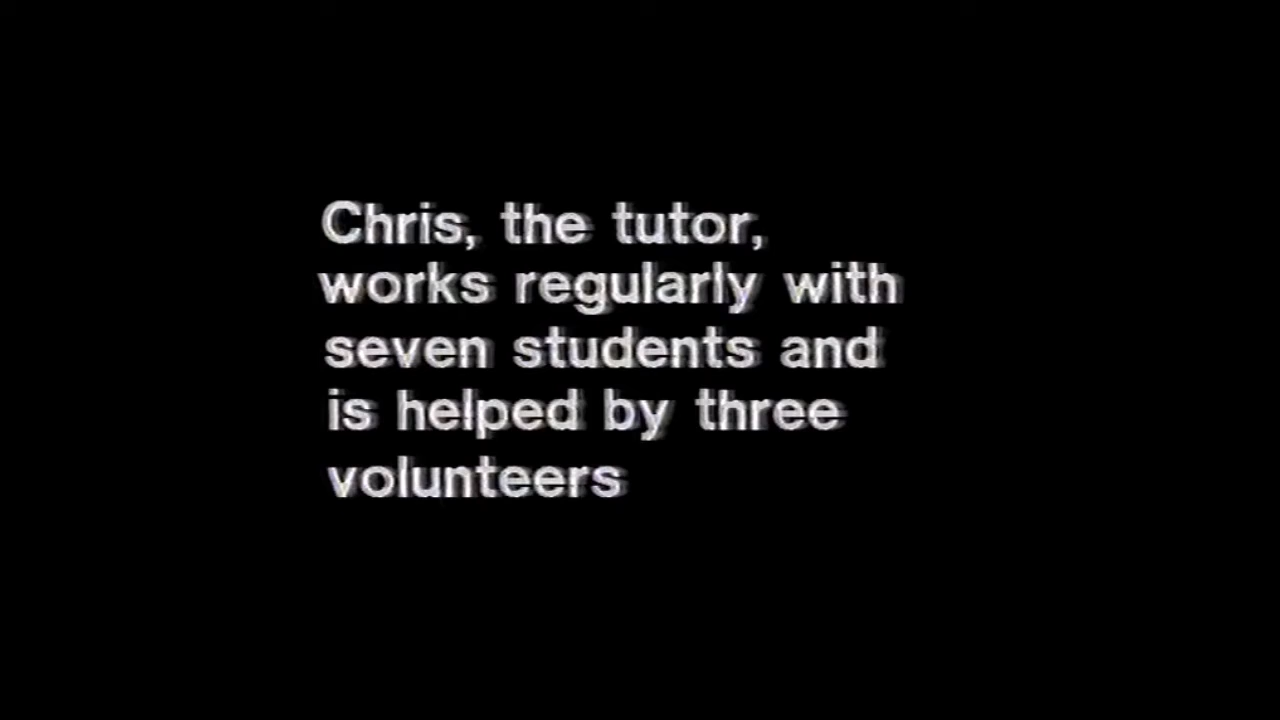 Chris, the tutor,
works regularly with
seven students and
is helped by three
volunteers